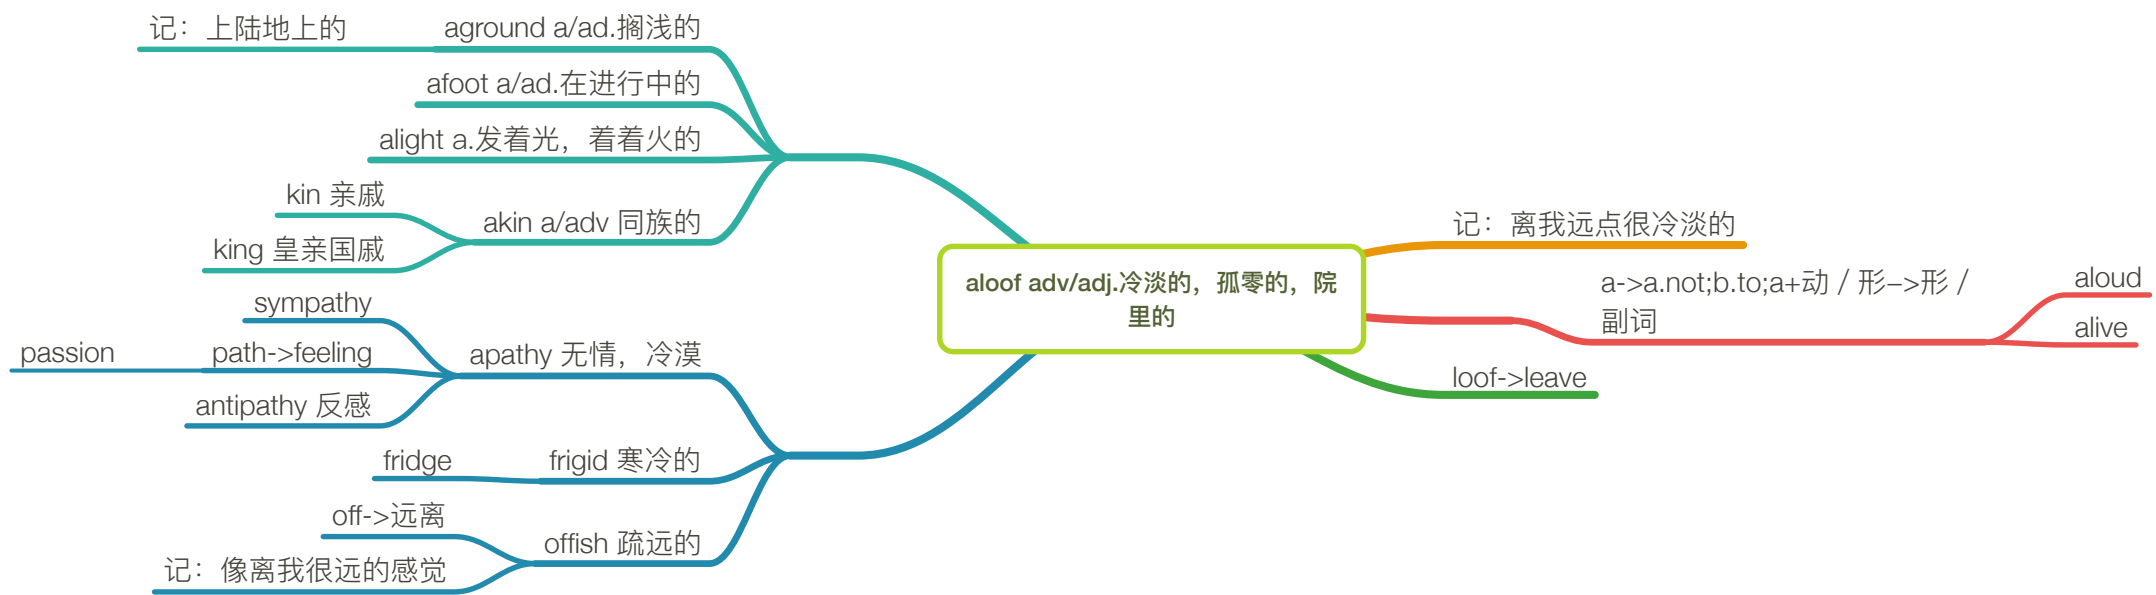 aloof adv/adj.冷淡的，孤零的，院
里的
记：离我远点很冷淡的
a->a.not;b.to;a+动 / 形–>形 /
副词
aloud
alive
loof->leave
aground a/ad.搁浅的
记：上陆地上的
afoot a/ad.在进行中的
alight a.发着光，着着火的
akin a/adv 同族的
kin 亲戚
king 皇亲国戚
apathy 无情，冷漠
sympathy
path->feeling
passion
antipathy 反感
frigid 寒冷的
fridge
offish 疏远的
off->远离
记：像离我很远的感觉